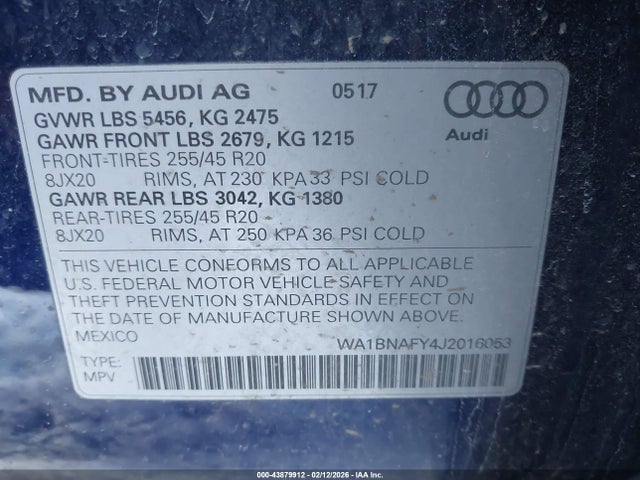 MFD. BY AUDI AG 0517
GVWR LBS 5456, KG 2475
GAWR FRONT LBS 2679, KG 1215
FRONT-TIRES 255/45 R20
8JX20 RIMS, AT 230 KPA 33 PSI COLD
GAWR REAR LBS 3042, KG 1380
REAR-TIRES 255/45 R20
8JX20 RIMS, AT 250 KPA 36 PSI COLD
Audi
THIS VEHICLE CONFORMS TO ALL APPLICABLE
U.S. FEDERAL MOTOR VEHICLE SAFETY AND
THEFT PREVENTION STANDARDS IN EFFECT ON
THE DATE OF MANUFACTURE SHOWN ABOVE.
MEXICO WA1BNAFY4J2016053
TYPE:
MPV
000-43879912 - 02/12/2026 - IAA Inc.